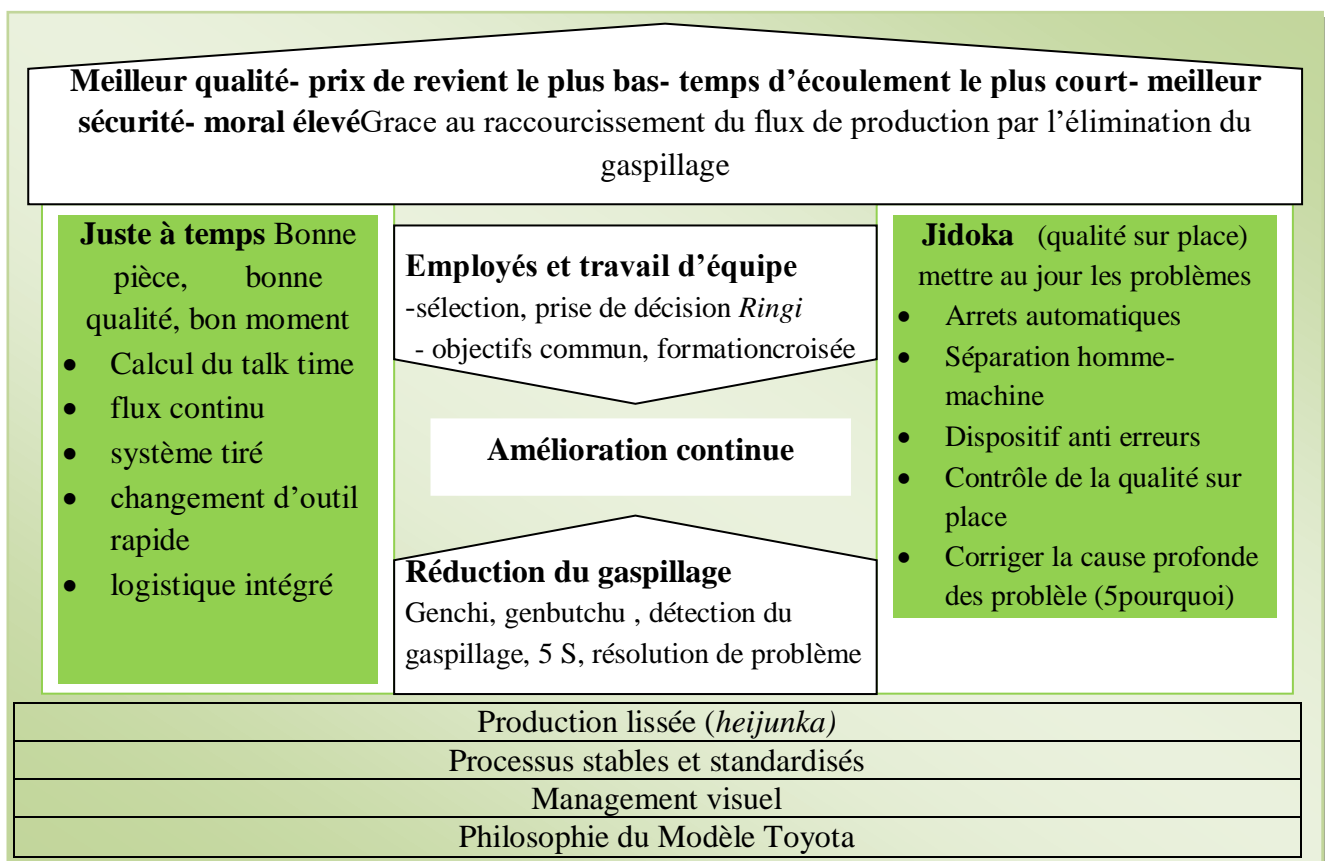 Meilleur qualité- prix de revient le plus bas- temps d’écoulement le plus court- meilleur
sécurité- moral élevéGrace au raccourcissement du flux de production par l’élimination du
gaspillage
Juste à temps Bonne
pièce, bonne
qualité, bon moment
• Calcul du talk time
• flux continu
• système tiré
• changement d’outil
rapide
• logistique intégré
Employés et travail d’équipe
-sélection, prise de décision Ringi
- objectifs commun, formationcroisée
Amélioration continue
Réduction du gaspillage
Genchi, genbutchu , détection du
gaspillage, 5 S, résolution de problème
Jidoka (qualité sur place)
mettre au jour les problèmes
• Arrets automatiques
• Séparation homme-
machine
• Dispositif anti erreurs
• Contrôle de la qualité sur
place
• Corriger la cause profonde
des problèle (5pourquoi)
Production lissée (heijunka)
Processus stables et standardisés
Management visuel
Philosophie du Modèle Toyota